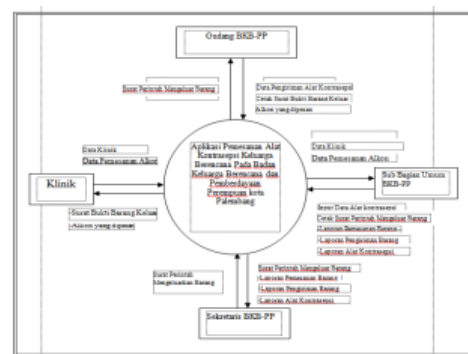 Gudang BKB-PP
Surat Perintah Mengeluar Barang
Data Pengiriman Alat Kontrasepsi
Cetak Surat Bukti Barang Keluar
Alkon yang dipesan
Data Klinik
Data Pemesanan Alkon
Aplikasi Pemesanan Alat
Kontrasepsi Keluarga
Berencana Pada Badan
Keluarga Berencana dan
Pemberdayaan
Perempuan kota
Palembang
Data Klinik
Data Pemesanan Alkon
Klinik
Sub Bagian Umum
BKB-PP
-Surat Bukti Barang Keluar
-Alkon yang dipesan
Data Alat kontrasepsi
Cetak Surat Perintah Mengeluar Barang
-Laporan Pemesanan Barang
-Laporan Pengiriman Barang
-Laporan Alat Kontrasepsi
Surat Perintah
Mengeluarkan Barang
Surat Perintah Mengeluar Barang
-Laporan Pemesanan Barang
-Laporan Pengiriman Barang
-Laporan Alat Kontrasepsi
Sekretaris BKB-PP